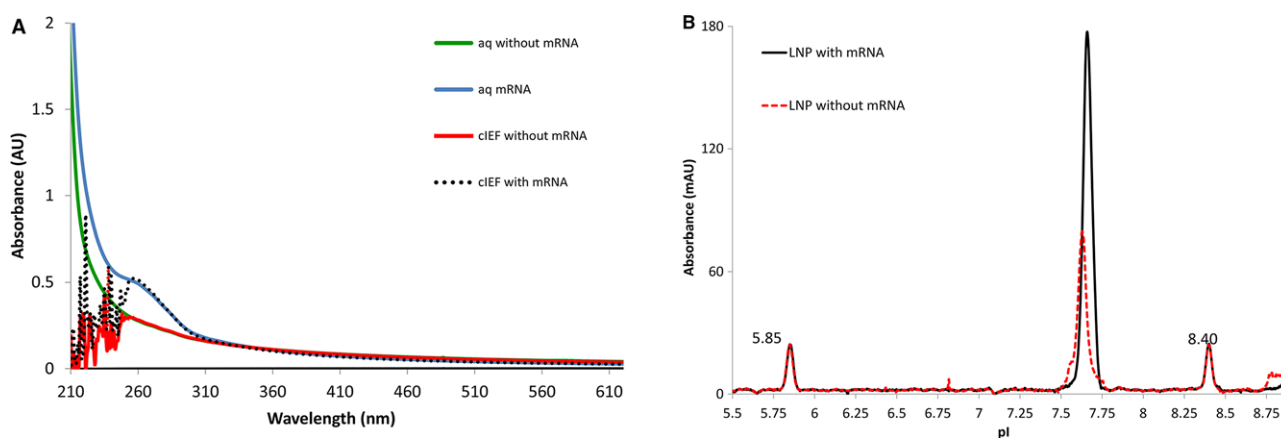 A
aq without mRNA
aq mRNA
cIEF without mRNA
cIEF with mRNA
Absorbance (AU)
2
1.5
1
0.5
0
210 260 310 360 410 460 510 560 610
Wavelength (nm)
B
LNP with mRNA
LNP without mRNA
Absorbance (mAU)
180
120
60
0
5.85
8.40
5.5 5.75 6 6.25 6.5 6.75 7 7.25 7.5 7.75 8 8.25 8.5 8.75
pI